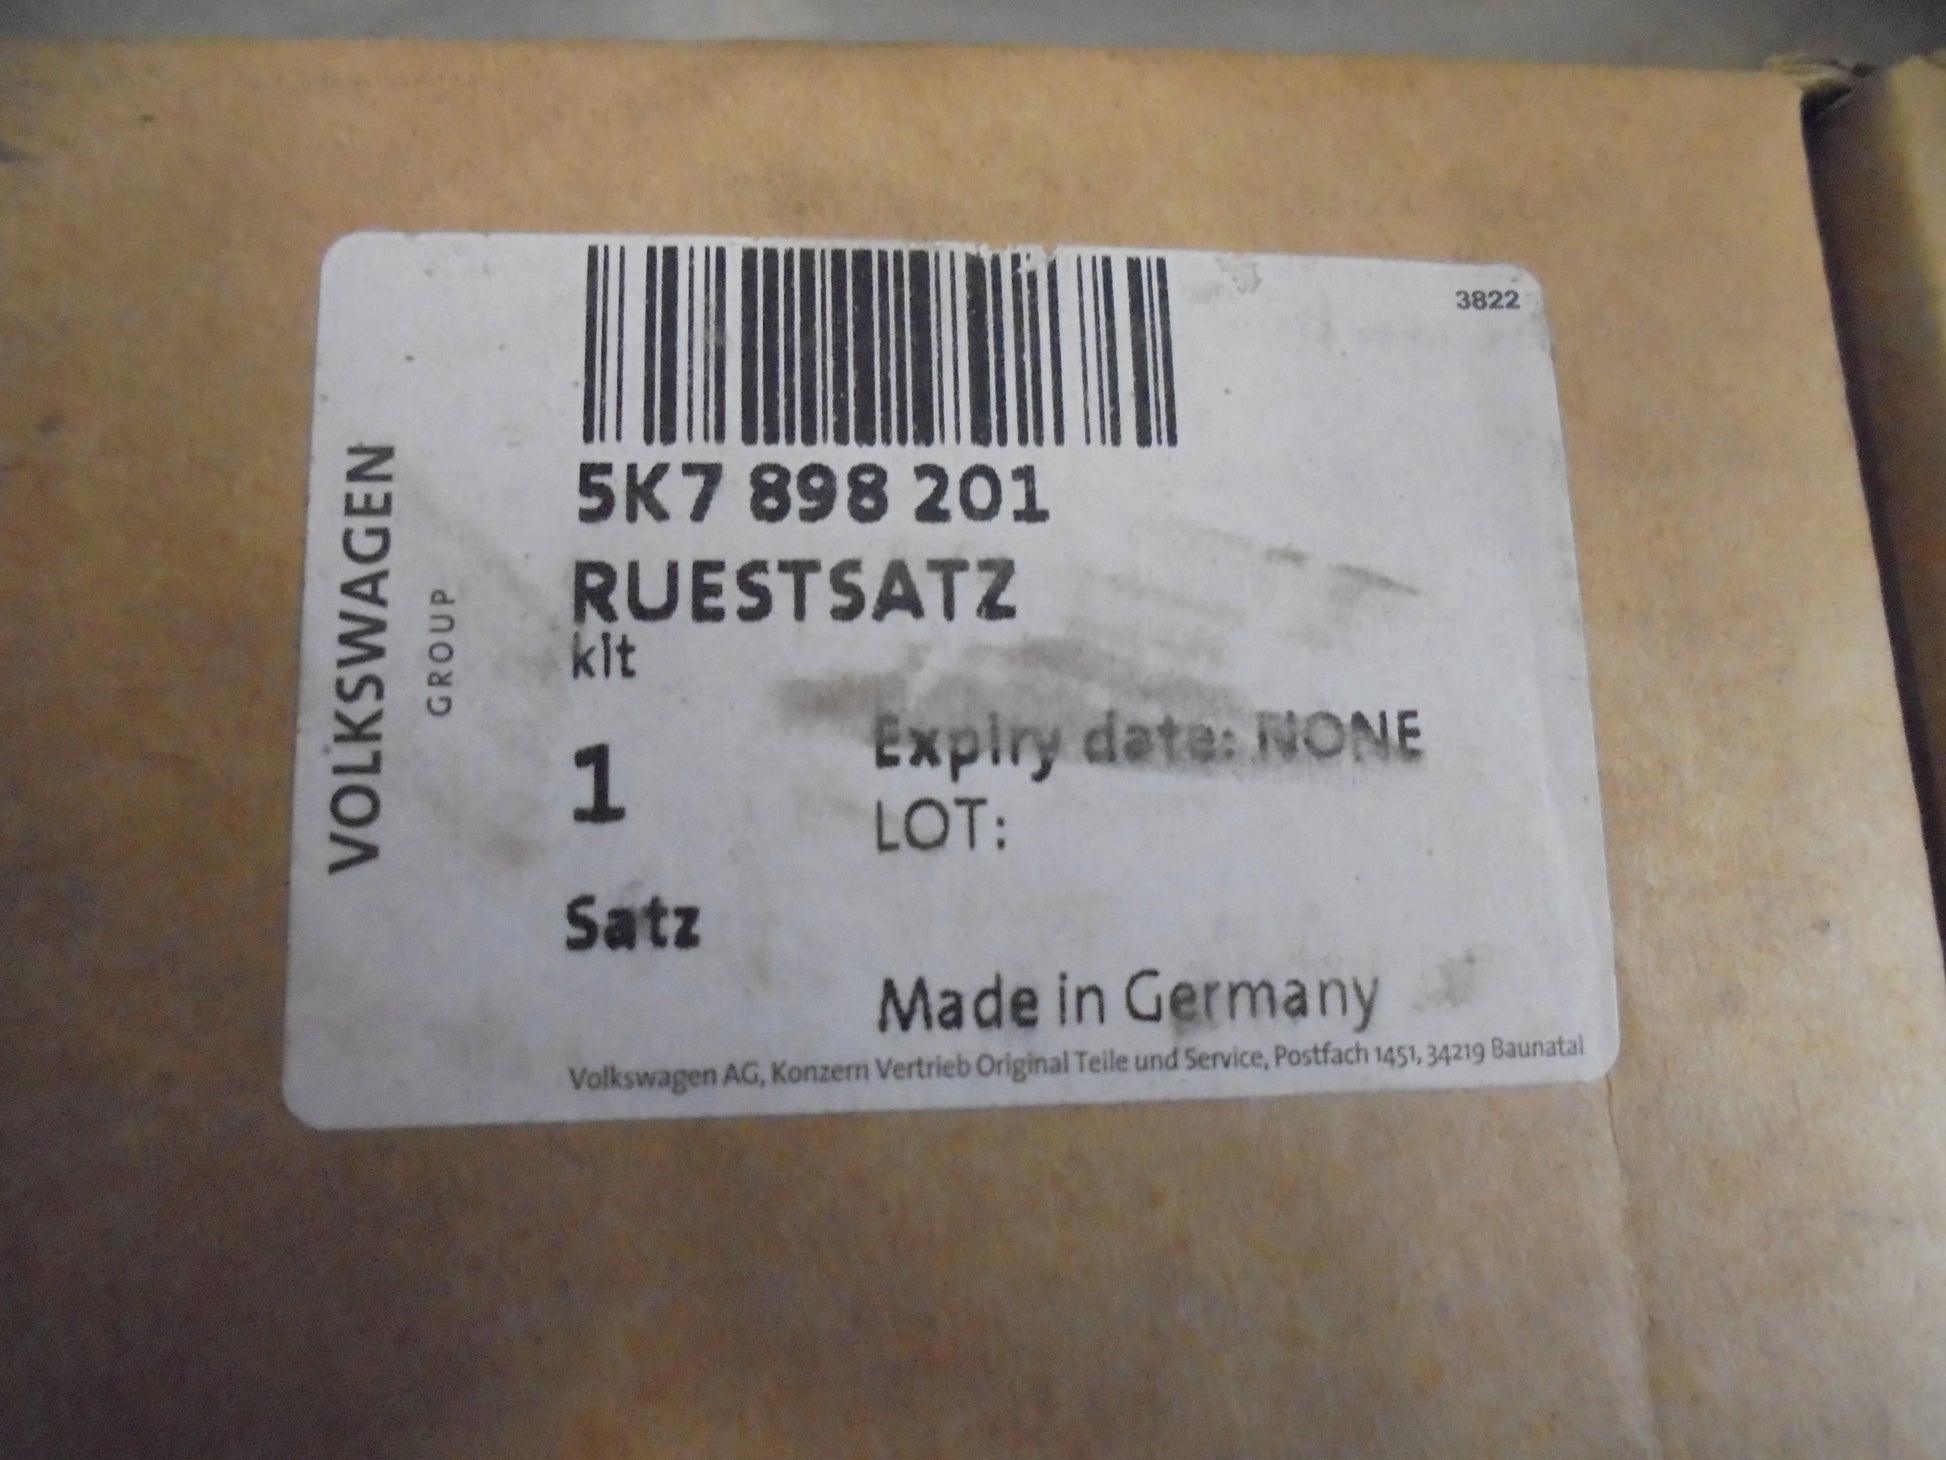 3822
VOLKSWAGEN
GROUP
5K7 898 201
RUESTSATZ
kit
1
Expiry date: NONE
LOT:
Satz
Made in Germany
Volkswagen AG, Konzern Vertrieb Original Teile und Service, Postfach 1451, 34219 Baunatal